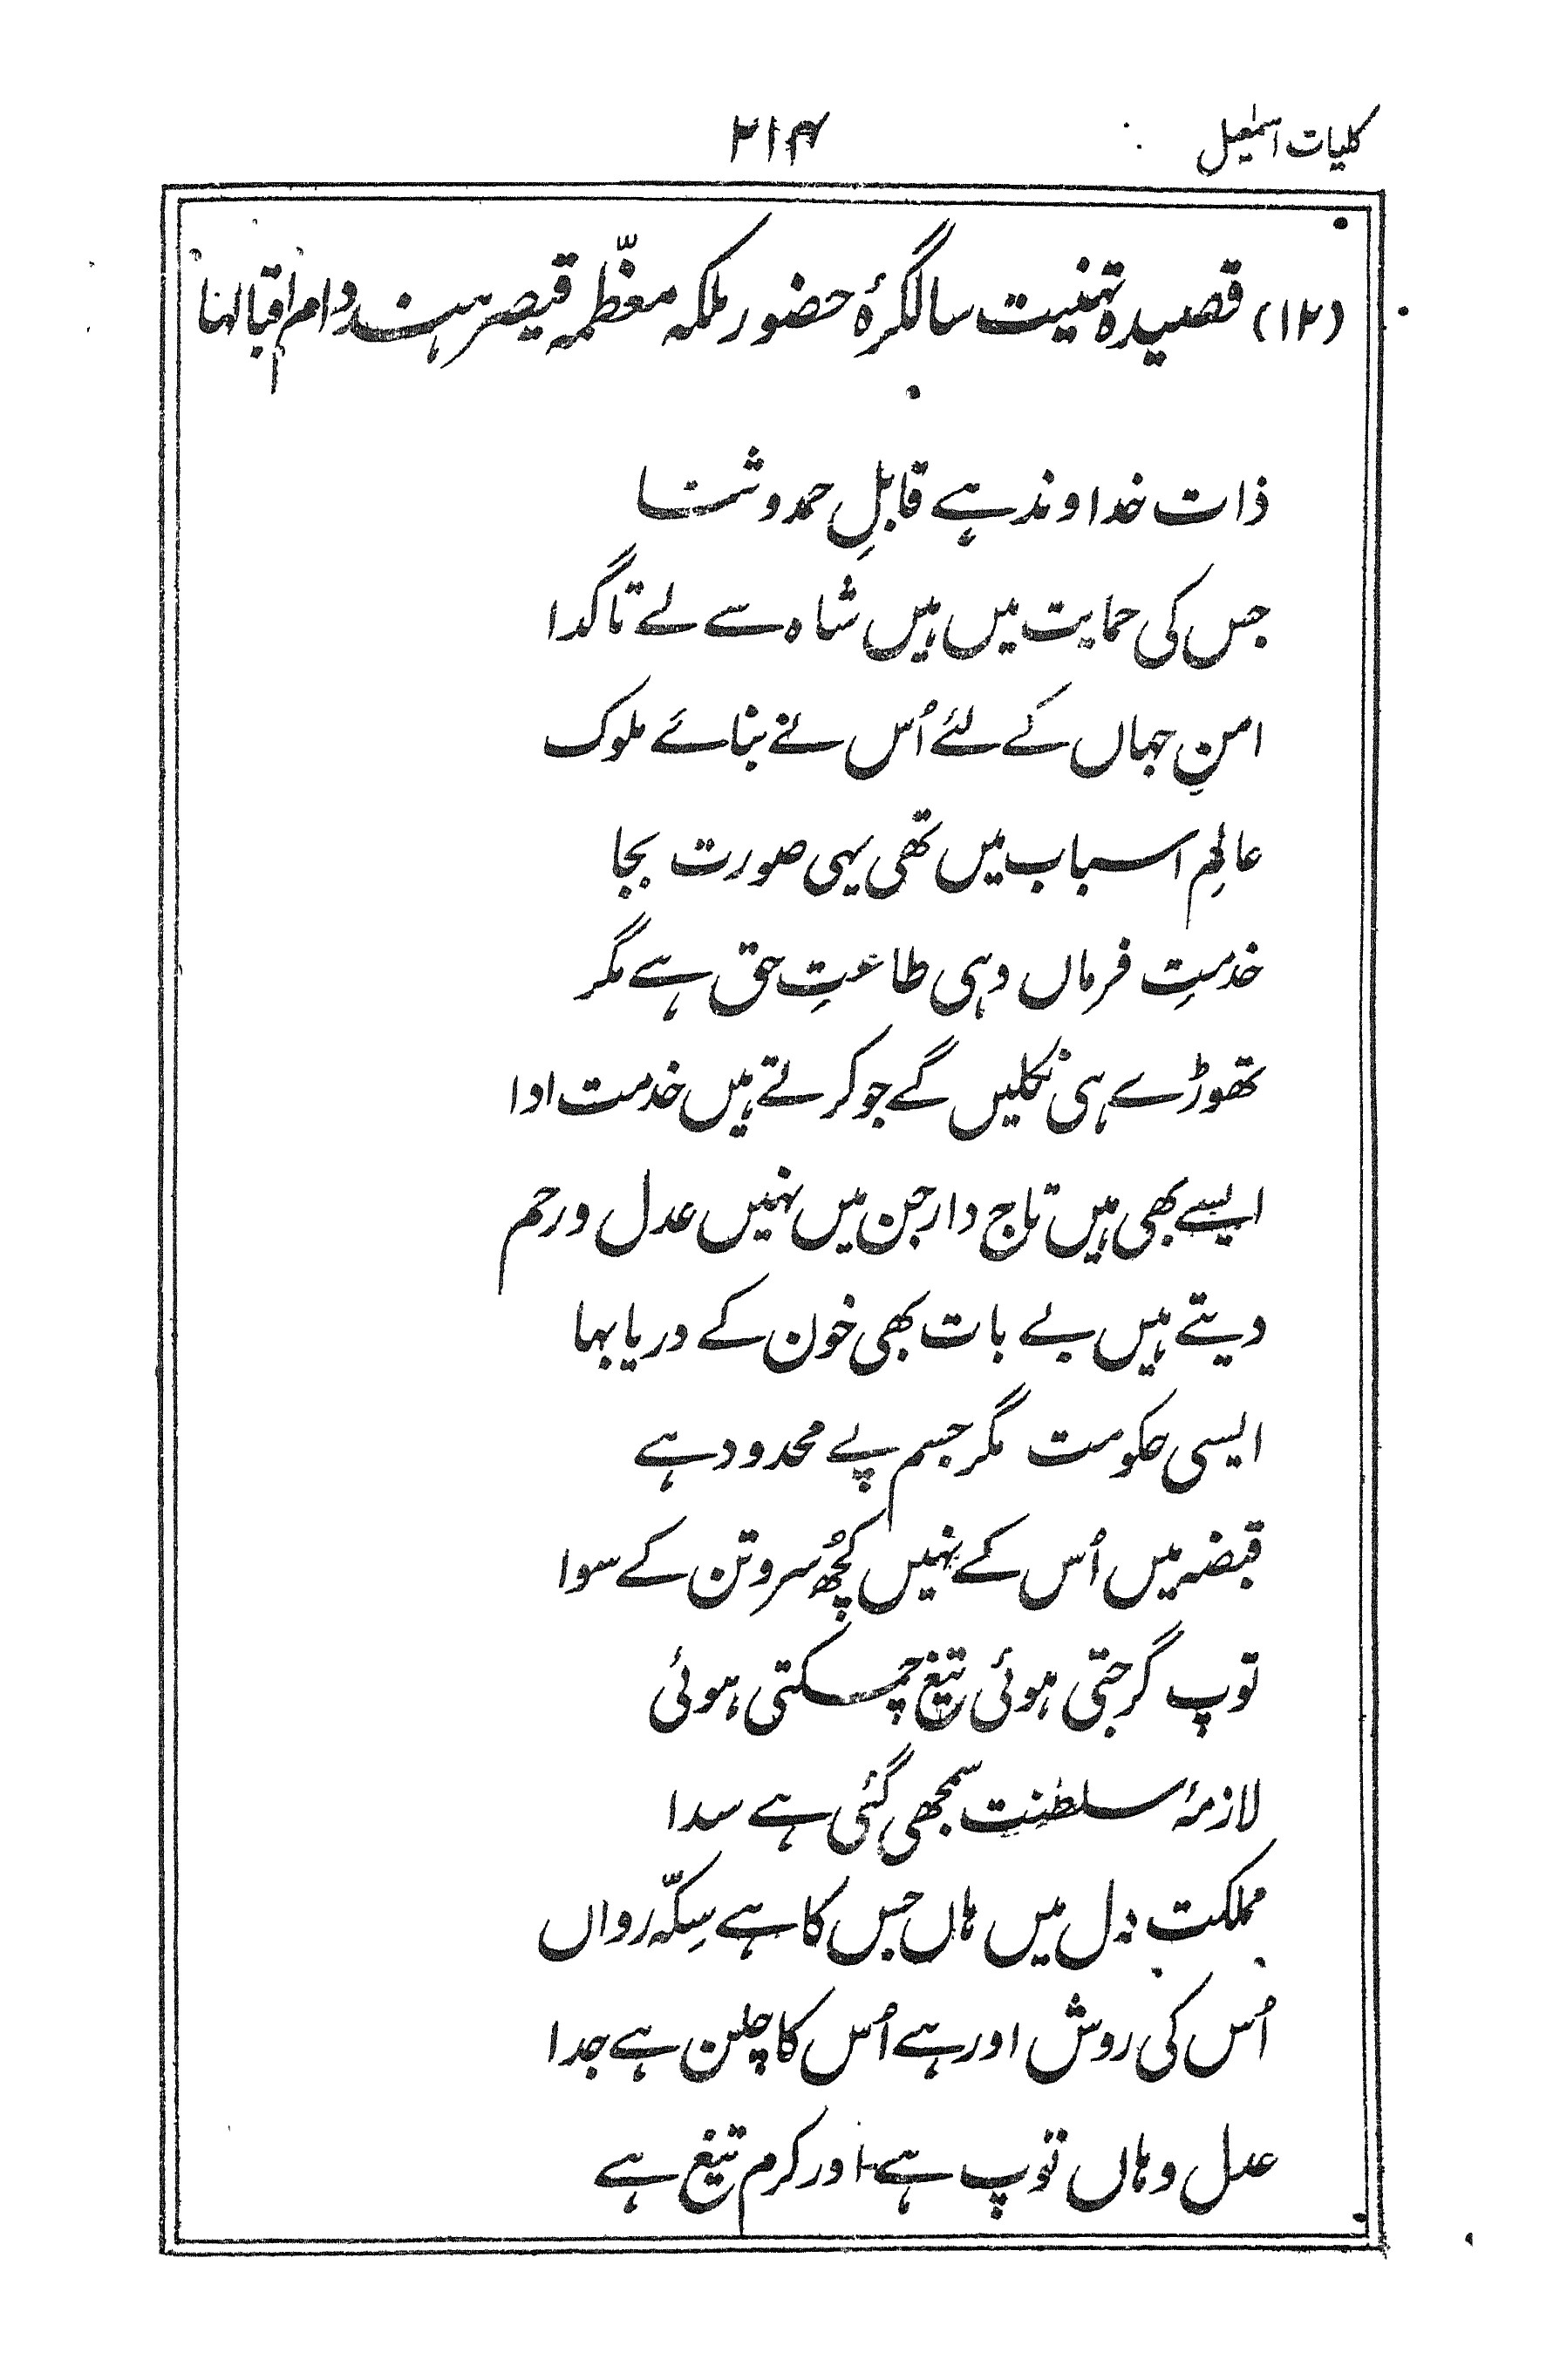 کلیات اسمٰعیل ۲۱۴
(۱۲) قصیدہ تہنیت سالگرۂ حضور ملکہ معظّمہ قیصر ہند دام اقبالہا
ذات خداوند ہے قابلِ حمد و ثنا
جس کی حمایت میں ہیں شاہ سے لے تا گدا
امنِ جہاں کے لئے اُس نے بنائے ملوک
عالمِ اسباب میں تھی یہی صورت بجا
خدمتِ فرماں دہی طاعتِ حق ہے مگر
تھوڑے ہی نکلیں گے جو کرتے ہیں خدمت ادا
ایسے بھی ہیں تاج دار جن میں نہیں عدل و رحم
دیتے ہیں بے بات بھی خون کے دریا بہا
ایسی حکومت مگر جسم پے محدود ہے
قبضہ میں اُس کے نہیں کچُھ سر و تن کے سوا
توپ گرجتی ہوئی تیغ چمکتی ہوئی
لازمۂ سلطنت سمجھی گئی ہے سدا
مملکت دل میں ہاں جس کا ہے سِکّہ رواں
اُس کی روش اور ہے اُس کا چلن ہے جدا
عدل وہاں توپ ہے اور کرم تیغ ہے